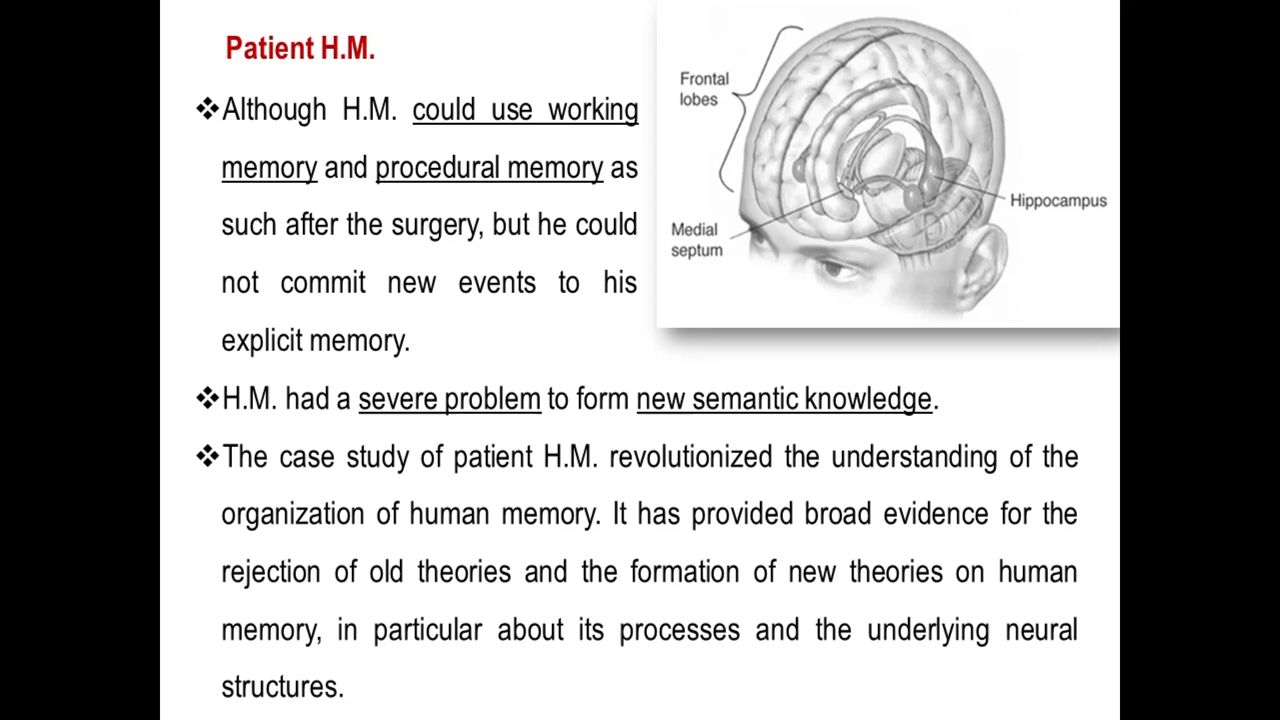 Patient H.M.
❖Although H.M. could use working
memory and procedural memory as
such after the surgery, but he could
not commit new events to his
explicit memory.
Frontal
lobes
Hippocampus
Medial
septum
❖H.M. had a severe problem to form new semantic knowledge.
❖The case study of patient H.M. revolutionized the understanding of the
organization of human memory. It has provided broad evidence for the
rejection of old theories and the formation of new theories on human
memory, in particular about its processes and the underlying neural
structures.